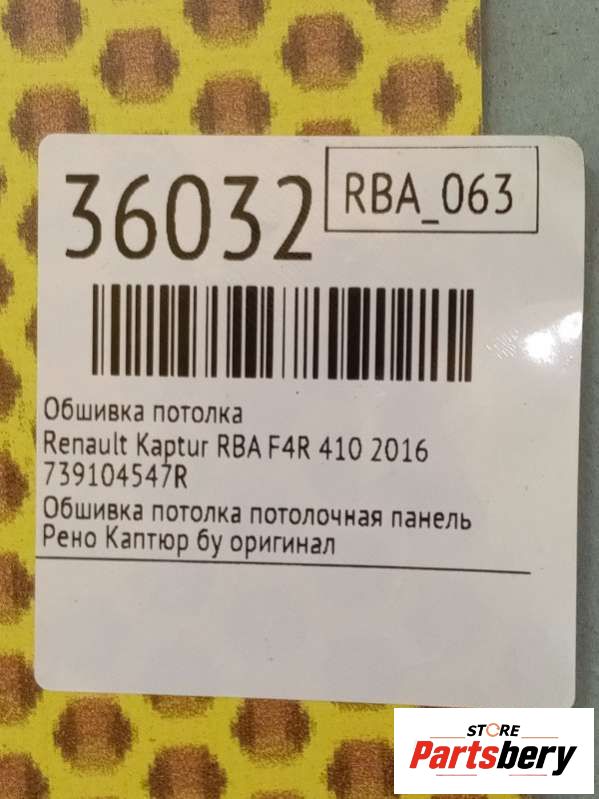 36032
RBA_063
Обшивка потолка
Renault Kaptur RBA F4R 410 2016
739104547R
Обшивка потолка потолочная панель
Рено Каптюр бу оригинал
STORE
Partsbery